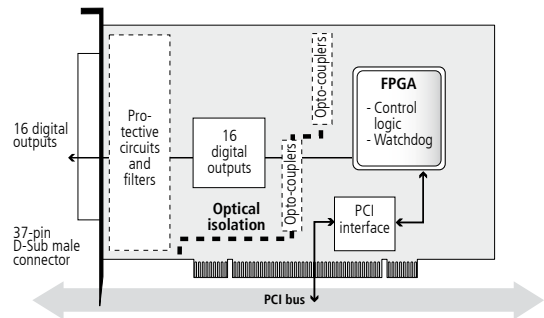 16 digital
outputs
37-pin
D-Sub male
connector
Pro-
tective
circuits
and
filters
16
digital
outputs
Optical
isolation
Opto-couplers
Opto-couplers
FPGA
- Control
logic
- Watchdog
PCI
interface
PCI bus